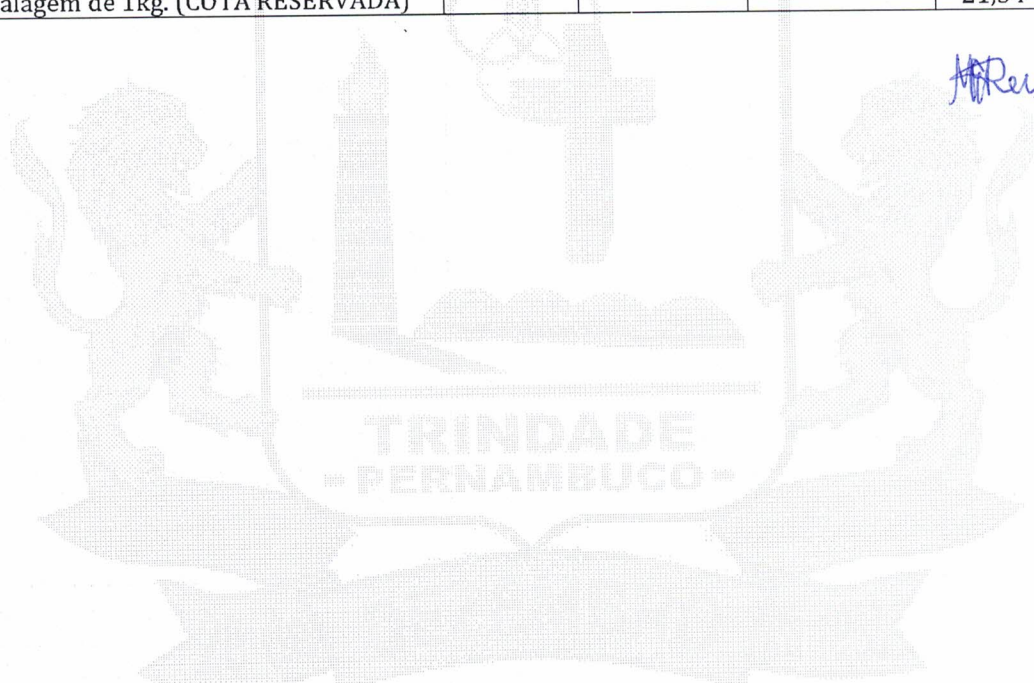 alagem de 1kg. (COTA RESERVADA)
TRINDADE
- PERNAMBUCO -